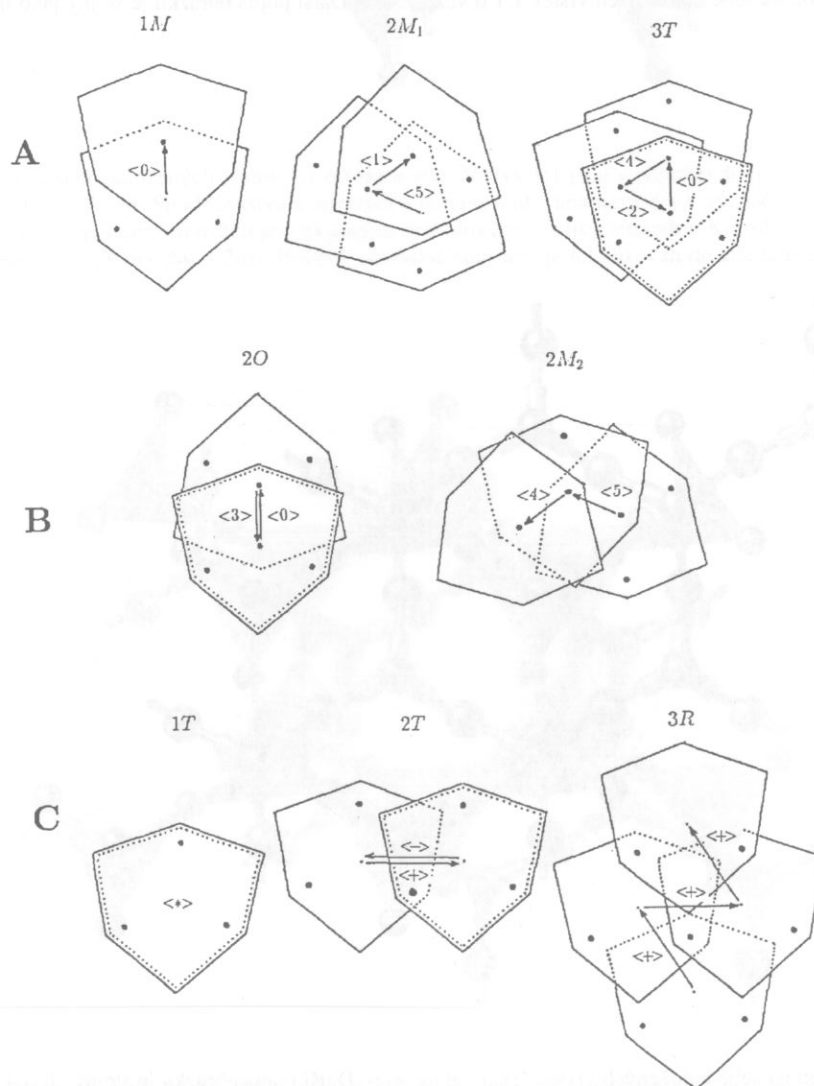 1M 2M₁ 3T
A
<0> <1> <5> <4> <0> <2>
2O 2M₂
B
<3> <0> <4> <5>
1T 2T 3R
C
<♦> <−> <+> <+> <+> <+>